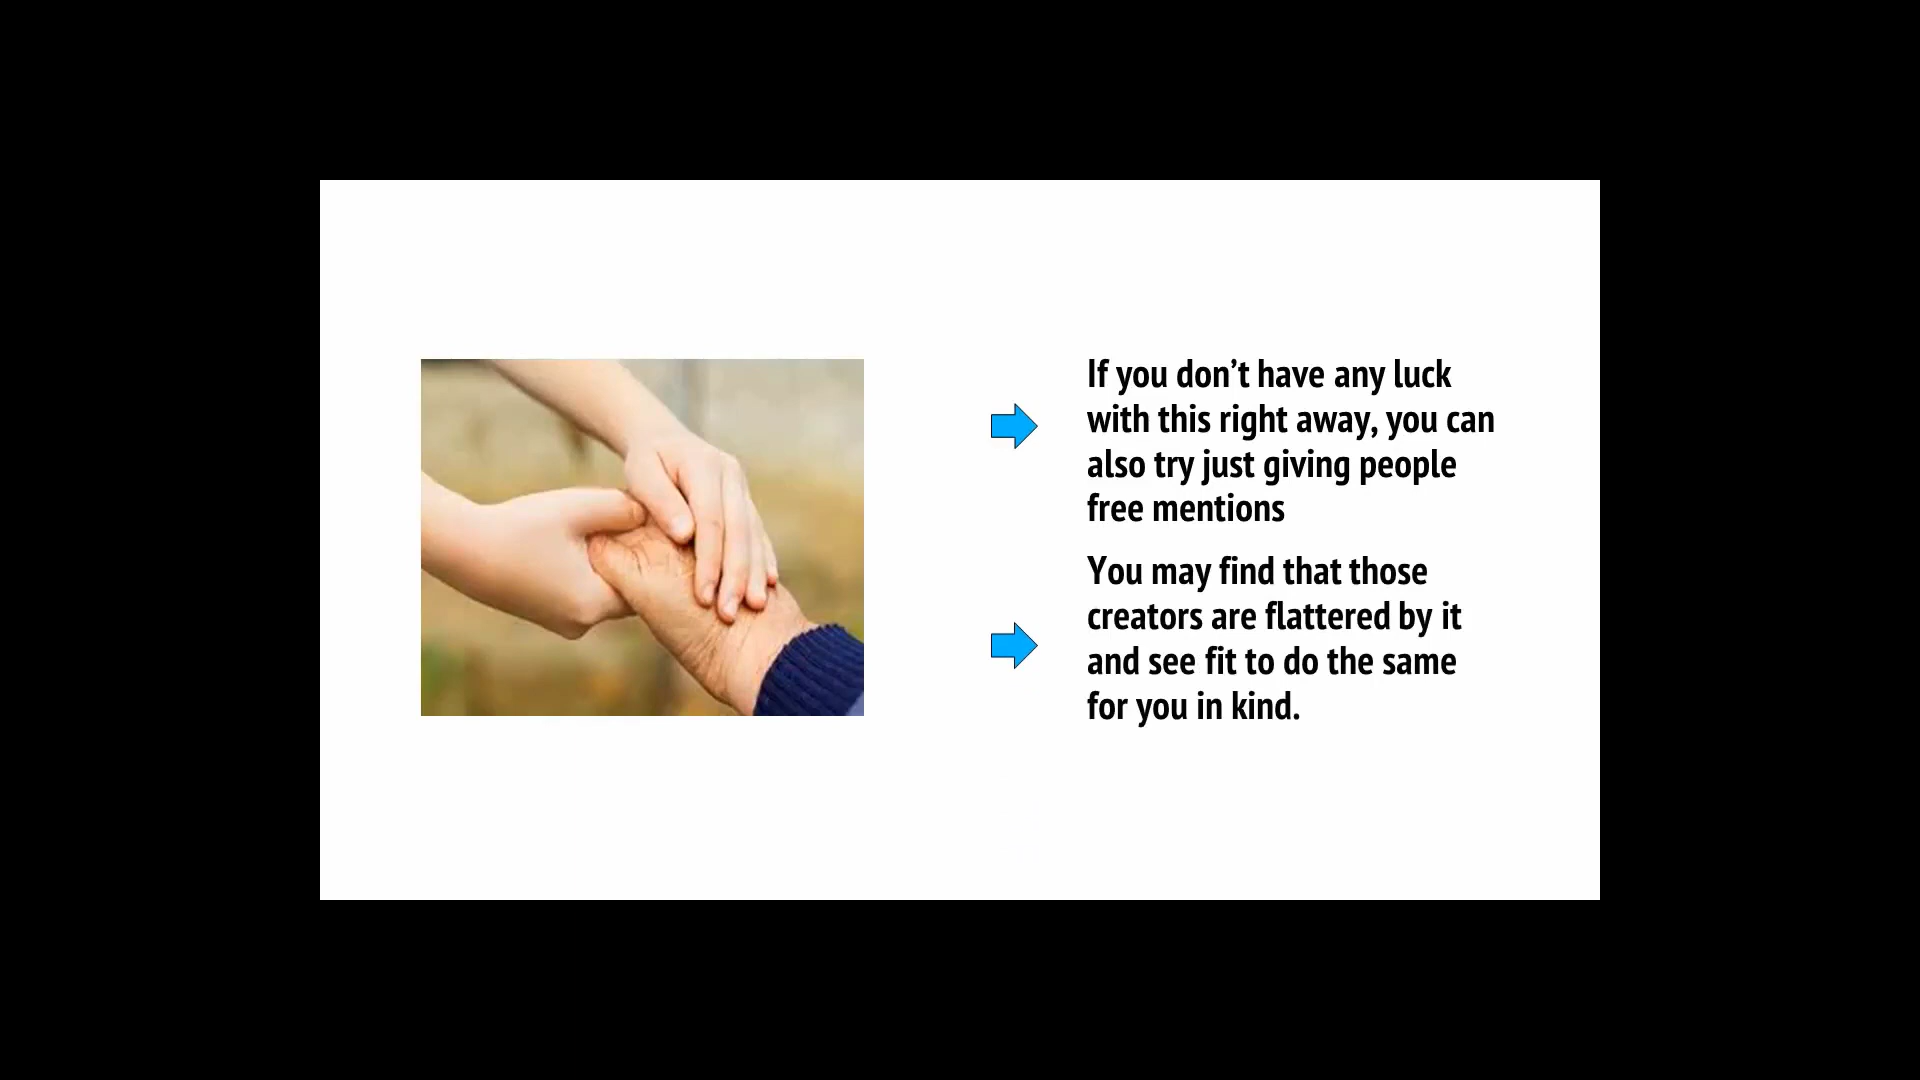 If you don’t have any luck
with this right away, you can
also try just giving people
free mentions
You may find that those
creators are flattered by it
and see fit to do the same
for you in kind.